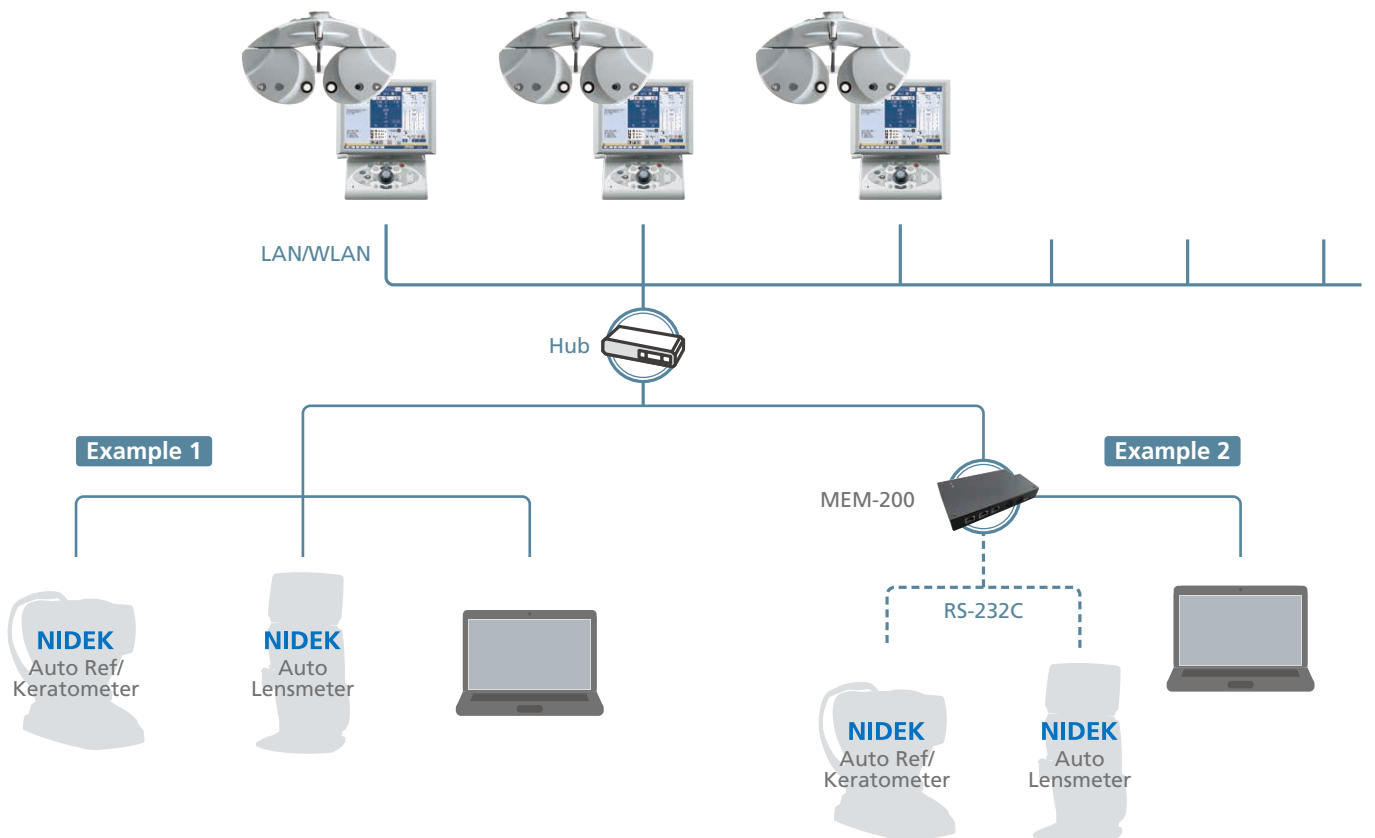 LAN/WLAN
Hub
Example 1
Example 2
MEM-200
RS-232C
NIDEK
Auto Ref/
Keratometer
NIDEK
Auto
Lensmeter
NIDEK
Auto Ref/
Keratometer
NIDEK
Auto
Lensmeter